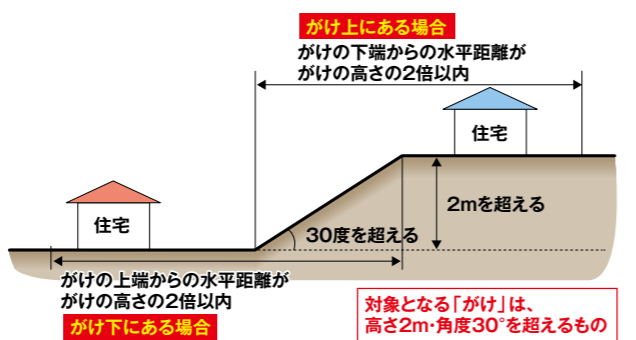 がけ上にある場合
がけの下端からの水平距離が
がけの高さの2倍以内
住宅
住宅
2mを超える
30度を超える
がけの上端からの水平距離が
がけの高さの2倍以内
がけ下にある場合
対象となる「がけ」は、
高さ2m・角度30°を超えるもの